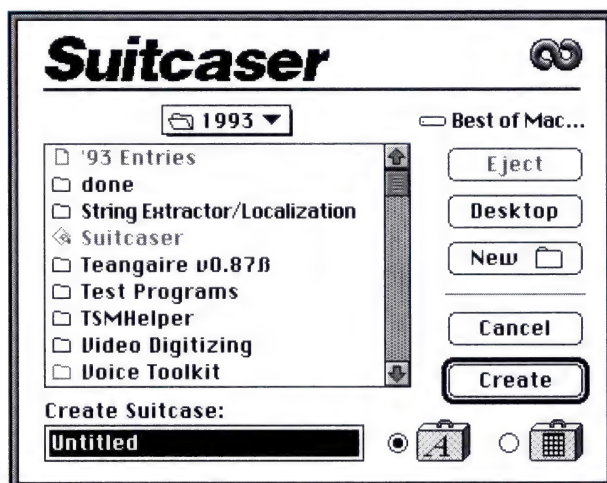 Suitcaser
1993
Best of Mac...
'93 Entries
done
String Extractor/Localization
Suitcaser
Teangaire v0.87ß
Test Programs
TSMHelper
Video Digitizing
Voice Toolkit
Eject
Desktop
New
Cancel
Create
Create Suitcase:
Untitled
A